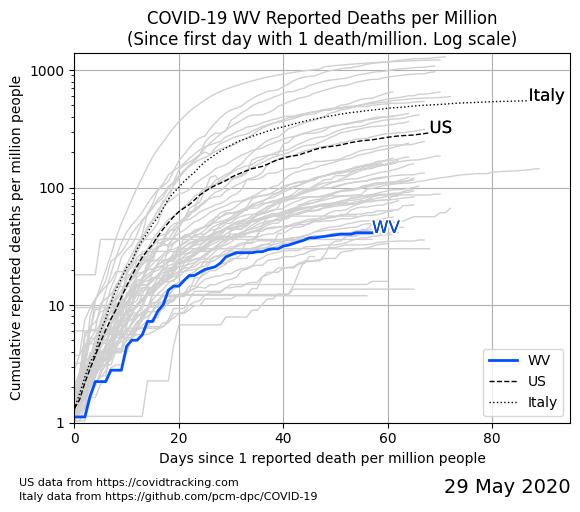 COVID-19 WV Reported Deaths per Million
(Since first day with 1 death/million. Log scale)
Cumulative reported deaths per million people
1000
100
10
1
Italy
US
WV
WV
US
Italy
0 20 40 60 80
Days since 1 reported death per million people
US data from https://covidtracking.com
Italy data from https://github.com/pcm-dpc/COVID-19
29 May 2020